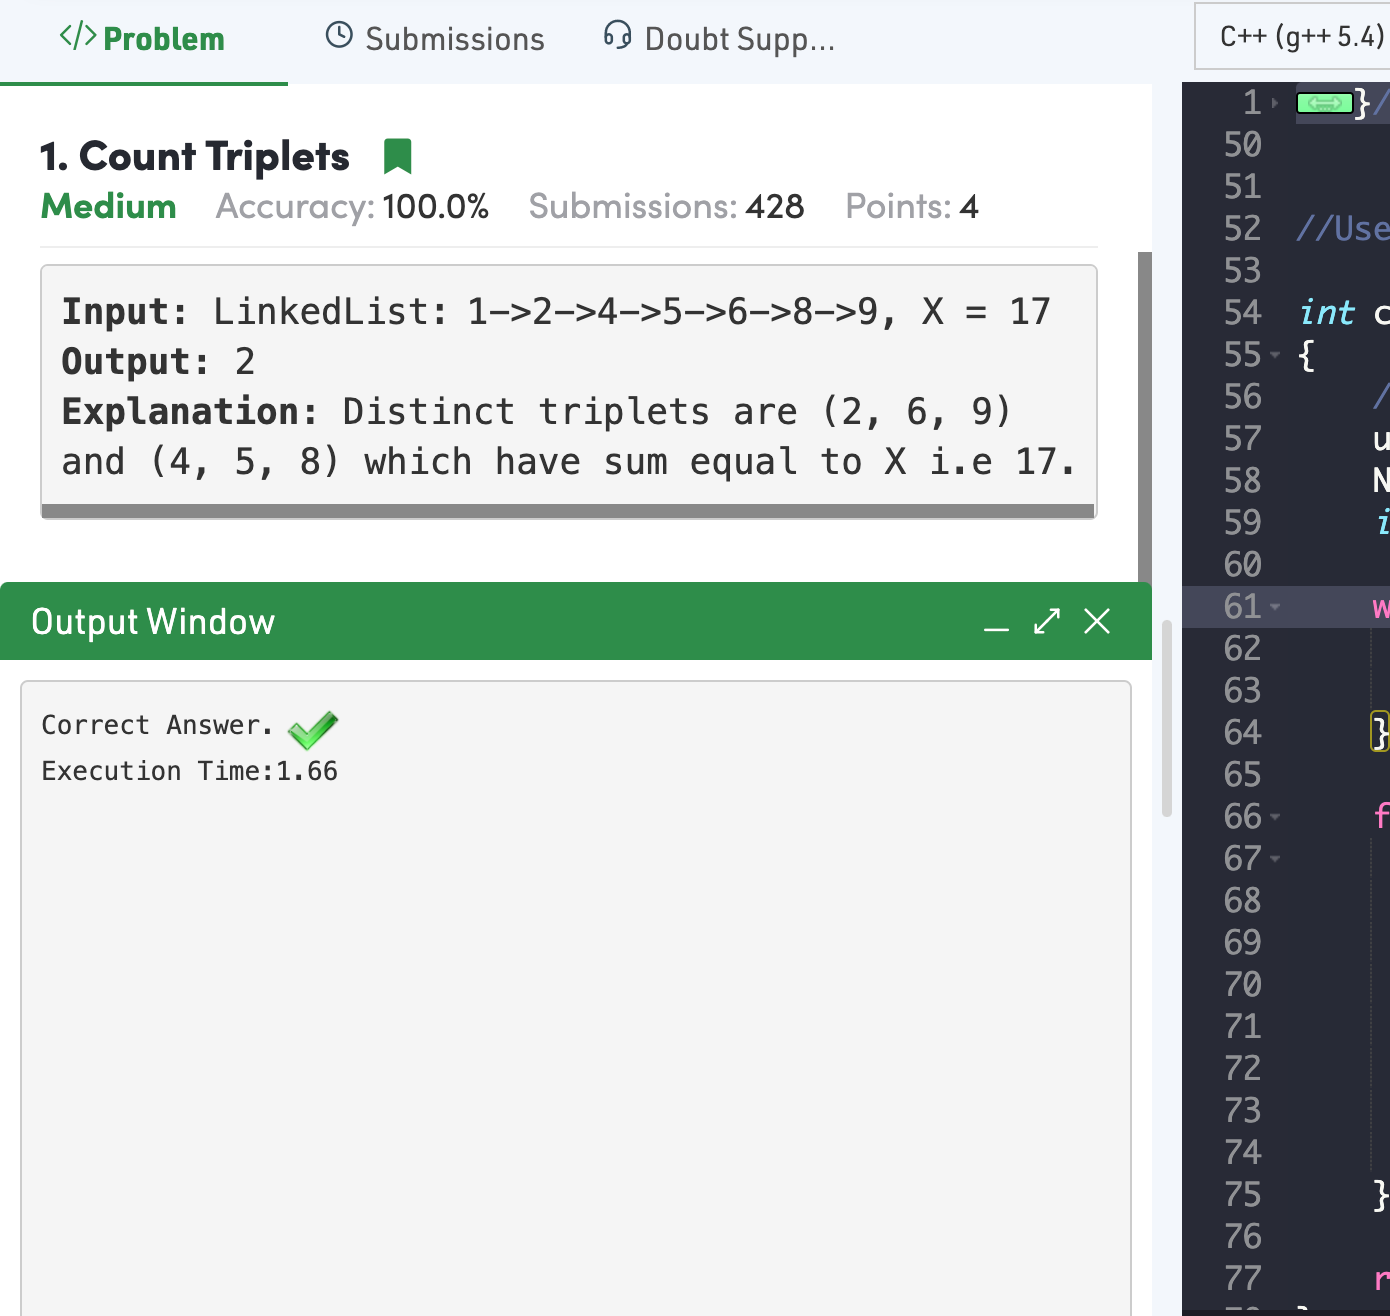 </> Problem
Submissions
Doubt Supp...
C++ (g++ 5.4)
1. Count Triplets
Medium Accuracy: 100.0% Submissions: 428 Points: 4
Input: LinkedList: 1->2->4->5->6->8->9, X = 17
Output: 2
Explanation: Distinct triplets are (2, 6, 9)
and (4, 5, 8) which have sum equal to X i.e 17.
Output Window
Correct Answer.
Execution Time:1.66
1 }/
50
51
52 //Use
53
54 int c
55 {
56 /
57 u
58 N
59 i
60
61 w
62
63
64 }
65
66 f
67
68
69
70
71
72
73
74
75 }
76
77 r